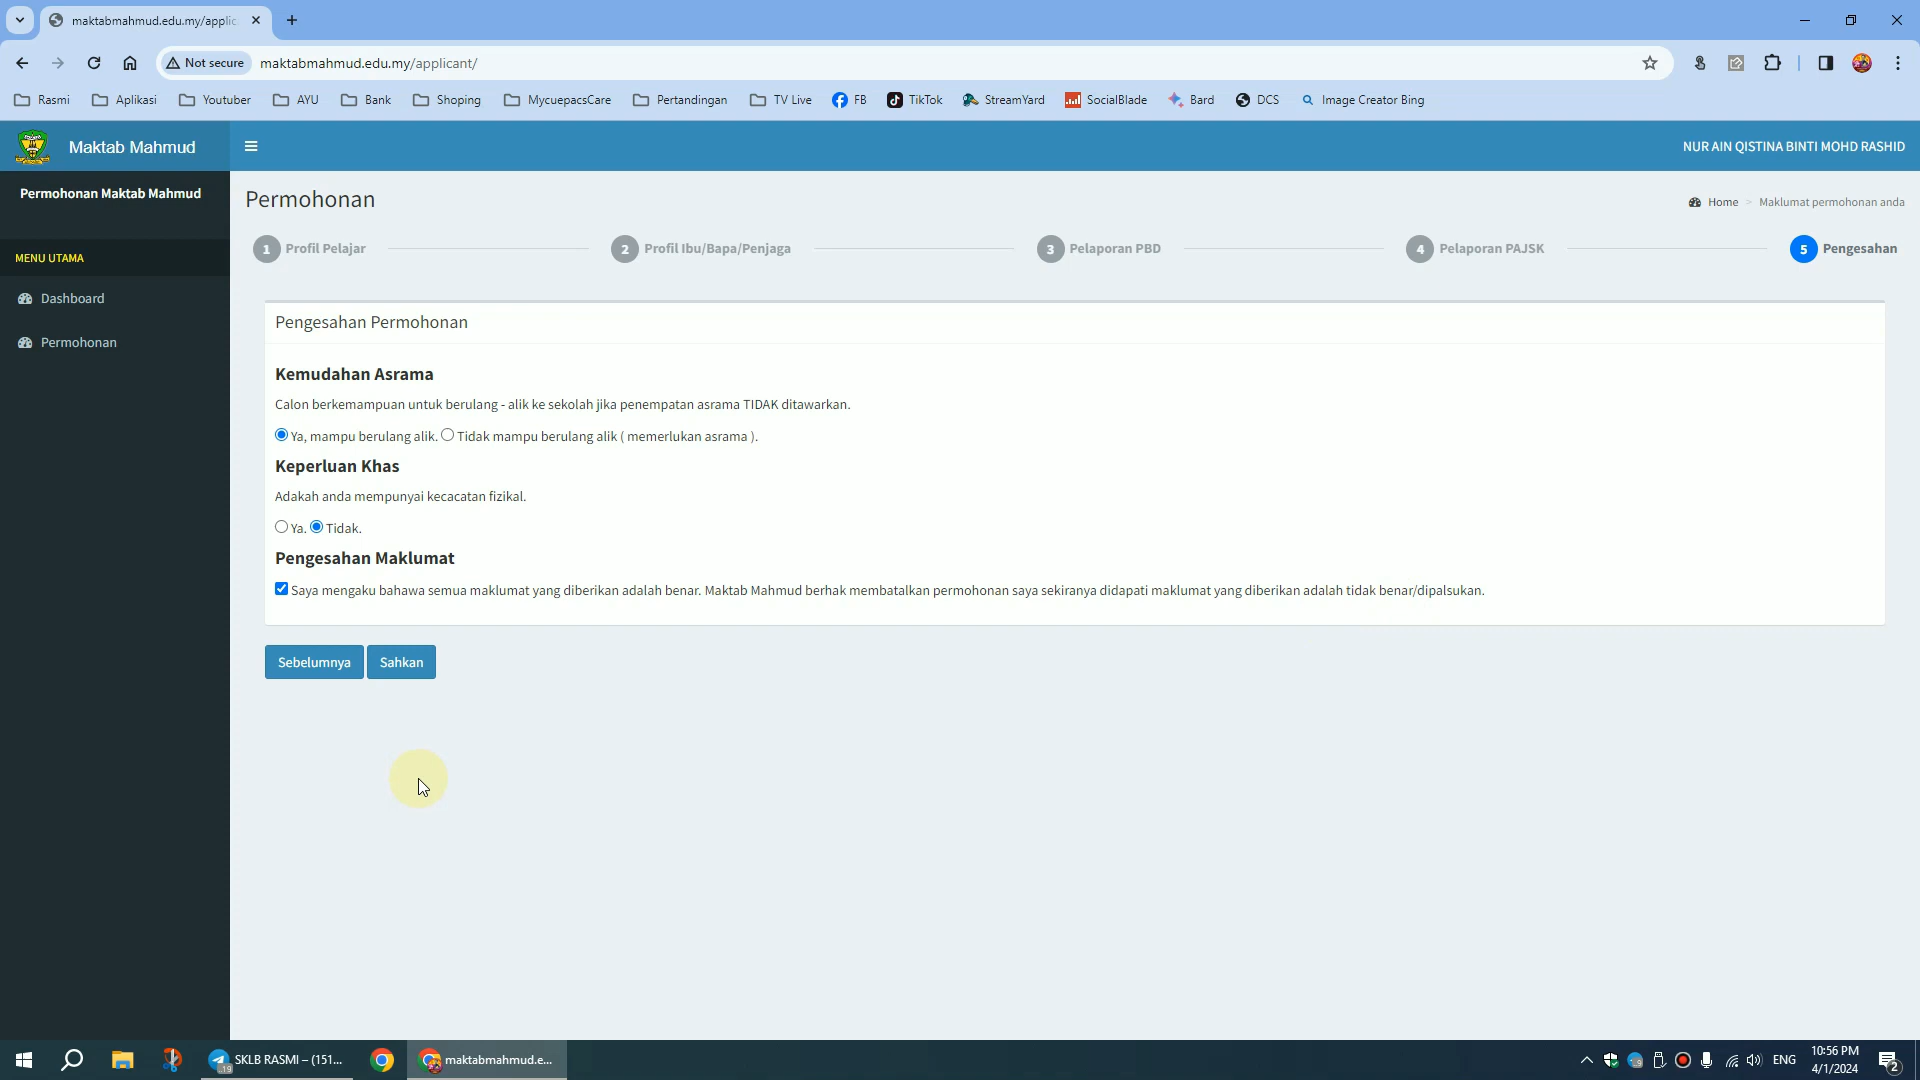 maktabmahmud.edu.my/applic
Not secure
maktabmahmud.edu.my/applicant/
Rasmi
Aplikasi
Youtuber
AYU
Bank
Shoping
MycuepacsCare
Pertandingan
TV Live
FB
TikTok
StreamYard
SocialBlade
Bard
DCS
Image Creator Bing
Maktab Mahmud
NUR AIN QISTINA BINTI MOHD RASHID
Permohonan Maktab Mahmud
MENU UTAMA
Dashboard
Permohonan
Permohonan
Home > Maklumat permohonan anda
1 Profil Pelajar
2 Profil Ibu/Bapa/Penjaga
3 Pelaporan PBD
4 Pelaporan PAJSK
5 Pengesahan
Pengesahan Permohonan
Kemudahan Asrama
Calon berkemampuan untuk berulang - alik ke sekolah jika penempatan asrama TIDAK ditawarkan.
Ya, mampu berulang alik. Tidak mampu berulang alik ( memerlukan asrama ).
Keperluan Khas
Adakah anda mempunyai kecacatan fizikal.
Ya. Tidak.
Pengesahan Maklumat
Saya mengaku bahawa semua maklumat yang diberikan adalah benar. Maktab Mahmud berhak membatalkan permohonan saya sekiranya didapati maklumat yang diberikan adalah tidak benar/dipalsukan.
Sebelumnya
Sahkan
SKLB RASMI – (151...
maktabmahmud.e...
ENG
10:56 PM
4/1/2024
2